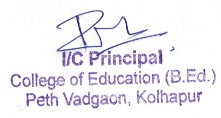 I/C Principal
College of Education (B.Ed.)
Peth Vadgaon, Kolhapur